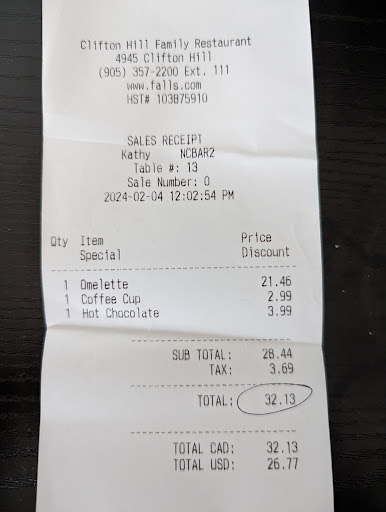 Clifton Hill Family Restaurant
4945 Clifton Hill
(905) 357-2200 Ext. 111
www.falls.com
HST# 103875910
SALES RECEIPT
Kathy NCBAR2
Table #: 13
Sale Number: 0
2024-02-04 12:02:54 PM
Qty Item Price
Special Discount
1 Omelette 21.46
1 Coffee Cup 2.99
1 Hot Chocolate 3.99
SUB TOTAL: 28.44
TAX: 3.69
TOTAL: 32.13
TOTAL CAD: 32.13
TOTAL USD: 26.77